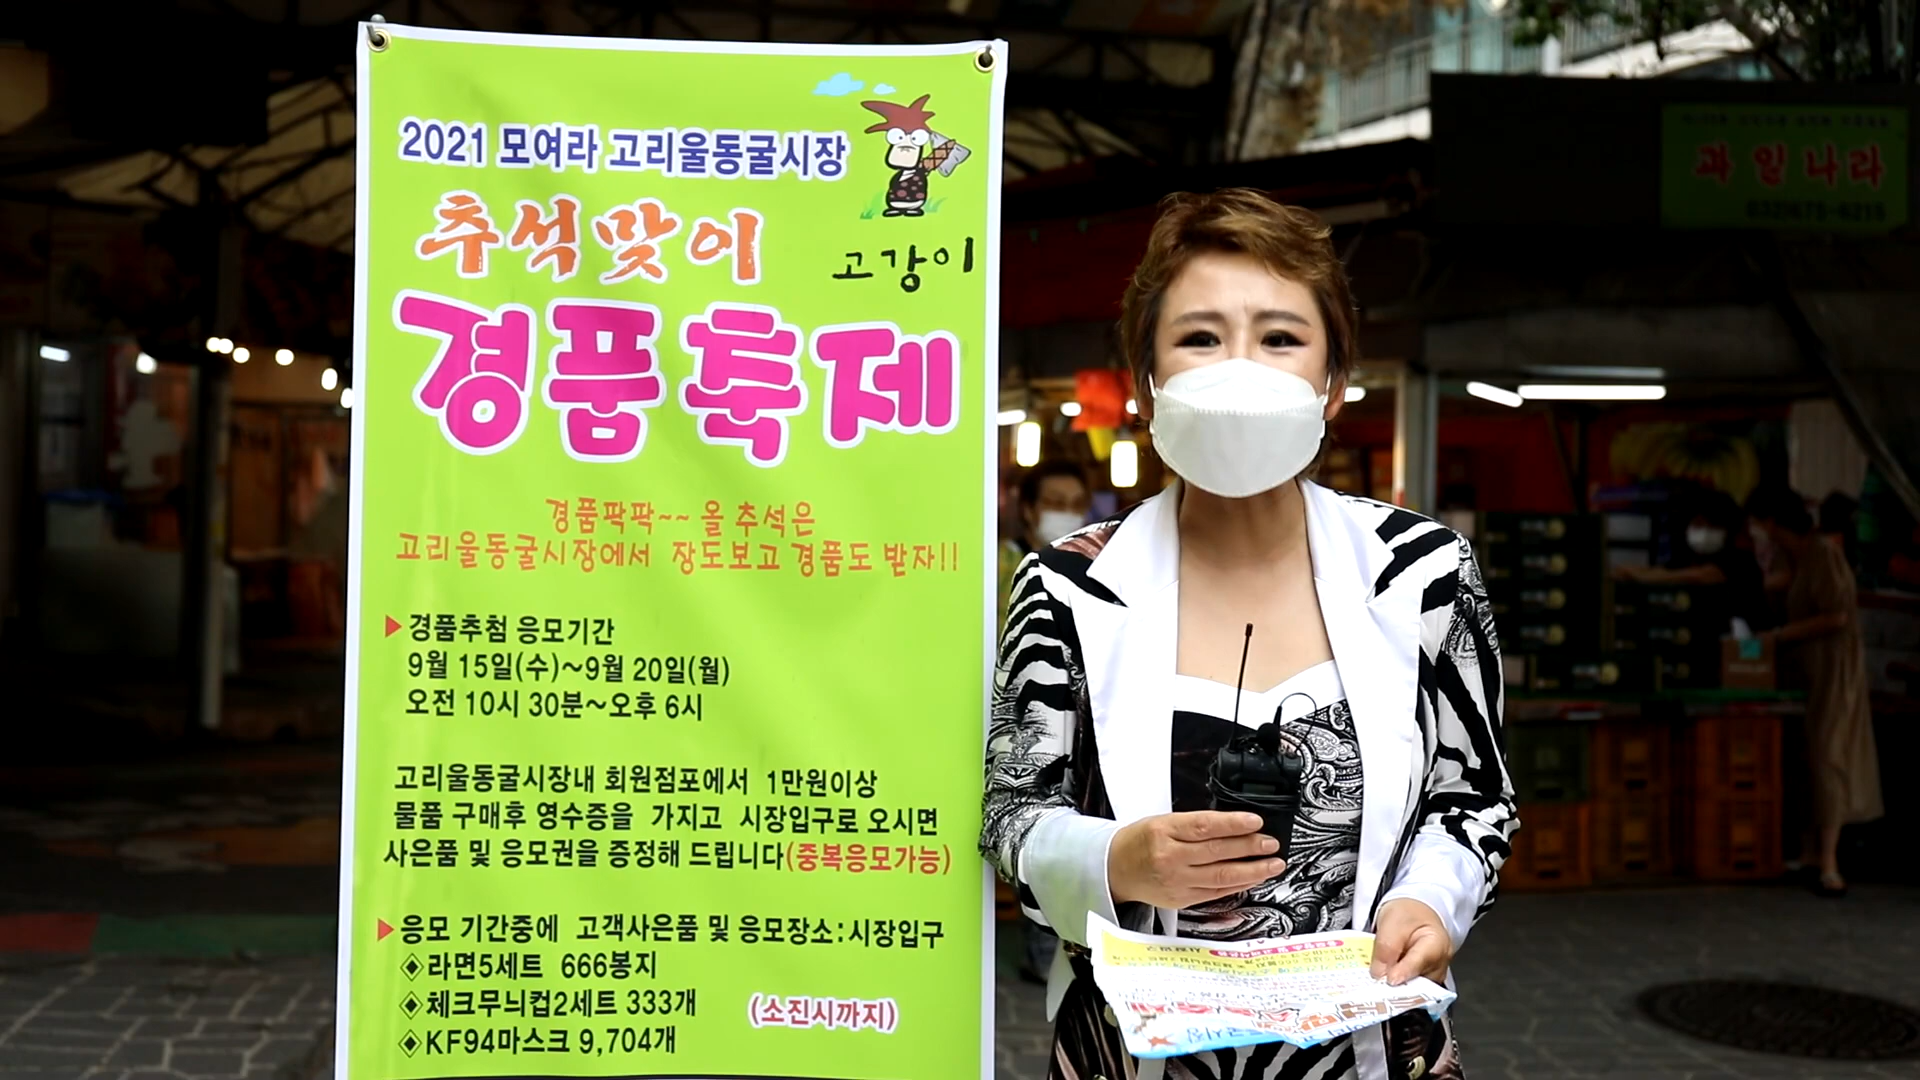 2021 모여라 고리울동굴시장
추석맞이
고강이
경품축제
경품팍팍~~ 올 추석은
고리울동굴시장에서 장도보고 경품도 받자!!
▶경품추첨 응모기간
9월 15일(수)~9월 20일(월)
오전 10시 30분~오후 6시
고리울동굴시장내 회원점포에서 1만원이상
물품 구매후 영수증을 가지고 시장입구로 오시면
사은품 및 응모권을 증정해 드립니다(중복응모가능)
▶응모 기간중에 고객사은품 및 응모장소:시장입구
◈라면5세트 666봉지
◈체크무늬컵2세트 333개
(소진시까지)
◈KF94마스크 9,704개
과일나라
032)675-6215